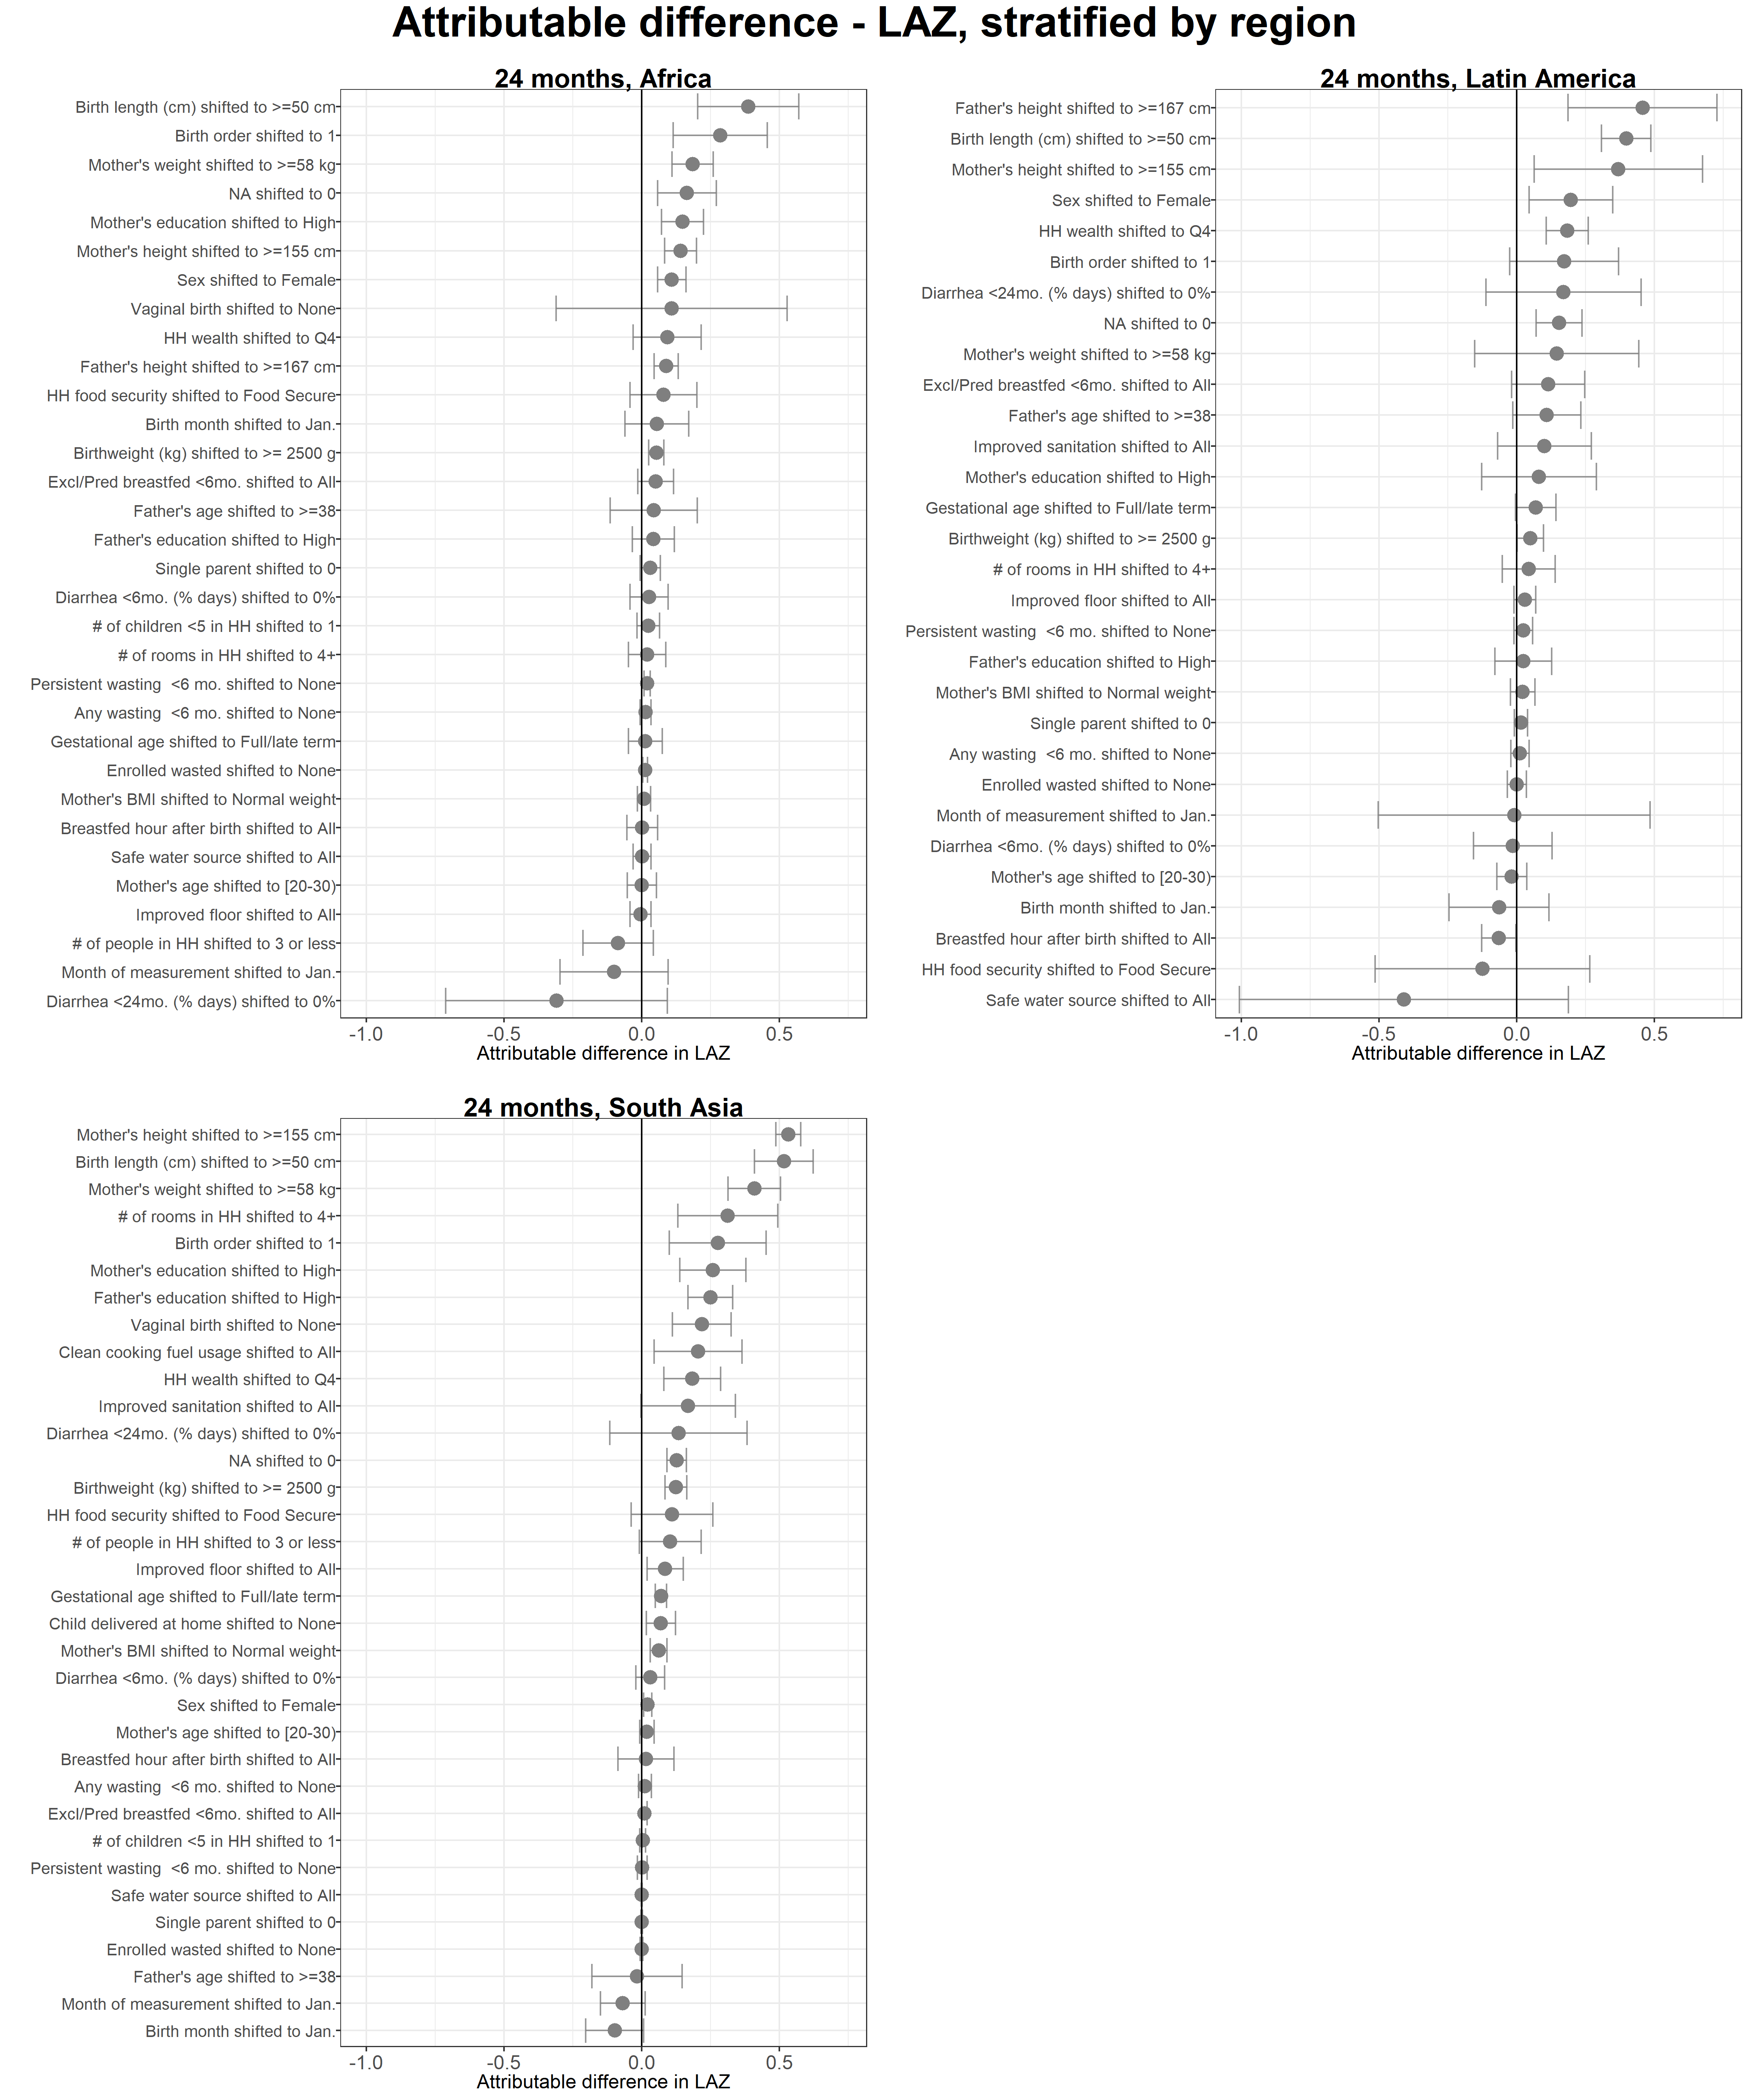 Attributable difference - LAZ, stratified by region
24 months, Africa
Birth length (cm) shifted to >=50 cm
Birth order shifted to 1
Mother's weight shifted to >=58 kg
NA shifted to 0
Mother's education shifted to High
Mother's height shifted to >=155 cm
Sex shifted to Female
Vaginal birth shifted to None
HH wealth shifted to Q4
Father's height shifted to >=167 cm
HH food security shifted to Food Secure
Birth month shifted to Jan.
Birthweight (kg) shifted to >= 2500 g
Excl/Pred breastfed <6mo. shifted to All
Father's age shifted to >=38
Father's education shifted to High
Single parent shifted to 0
Diarrhea <6mo. (% days) shifted to 0%
# of children <5 in HH shifted to 1
# of rooms in HH shifted to 4+
Persistent wasting  <6 mo. shifted to None
Any wasting  <6 mo. shifted to None
Gestational age shifted to Full/late term
Enrolled wasted shifted to None
Mother's BMI shifted to Normal weight
Breastfed hour after birth shifted to All
Safe water source shifted to All
Mother's age shifted to [20-30)
Improved floor shifted to All
# of people in HH shifted to 3 or less
Month of measurement shifted to Jan.
Diarrhea <24mo. (% days) shifted to 0%
-1.0 -0.5 0.0 0.5
Attributable difference in LAZ
24 months, Latin America
Father's height shifted to >=167 cm
Birth length (cm) shifted to >=50 cm
Mother's height shifted to >=155 cm
Sex shifted to Female
HH wealth shifted to Q4
Birth order shifted to 1
Diarrhea <24mo. (% days) shifted to 0%
NA shifted to 0
Mother's weight shifted to >=58 kg
Excl/Pred breastfed <6mo. shifted to All
Father's age shifted to >=38
Improved sanitation shifted to All
Mother's education shifted to High
Gestational age shifted to Full/late term
Birthweight (kg) shifted to >= 2500 g
# of rooms in HH shifted to 4+
Improved floor shifted to All
Persistent wasting  <6 mo. shifted to None
Father's education shifted to High
Mother's BMI shifted to Normal weight
Single parent shifted to 0
Any wasting  <6 mo. shifted to None
Enrolled wasted shifted to None
Month of measurement shifted to Jan.
Diarrhea <6mo. (% days) shifted to 0%
Mother's age shifted to [20-30)
Birth month shifted to Jan.
Breastfed hour after birth shifted to All
HH food security shifted to Food Secure
Safe water source shifted to All
-1.0 -0.5 0.0 0.5
Attributable difference in LAZ
24 months, South Asia
Mother's height shifted to >=155 cm
Birth length (cm) shifted to >=50 cm
Mother's weight shifted to >=58 kg
# of rooms in HH shifted to 4+
Birth order shifted to 1
Mother's education shifted to High
Father's education shifted to High
Vaginal birth shifted to None
Clean cooking fuel usage shifted to All
HH wealth shifted to Q4
Improved sanitation shifted to All
Diarrhea <24mo. (% days) shifted to 0%
NA shifted to 0
Birthweight (kg) shifted to >= 2500 g
HH food security shifted to Food Secure
# of people in HH shifted to 3 or less
Improved floor shifted to All
Gestational age shifted to Full/late term
Child delivered at home shifted to None
Mother's BMI shifted to Normal weight
Diarrhea <6mo. (% days) shifted to 0%
Sex shifted to Female
Mother's age shifted to [20-30)
Breastfed hour after birth shifted to All
Any wasting  <6 mo. shifted to None
Excl/Pred breastfed <6mo. shifted to All
# of children <5 in HH shifted to 1
Persistent wasting  <6 mo. shifted to None
Safe water source shifted to All
Single parent shifted to 0
Enrolled wasted shifted to None
Father's age shifted to >=38
Month of measurement shifted to Jan.
Birth month shifted to Jan.
-1.0 -0.5 0.0 0.5
Attributable difference in LAZ